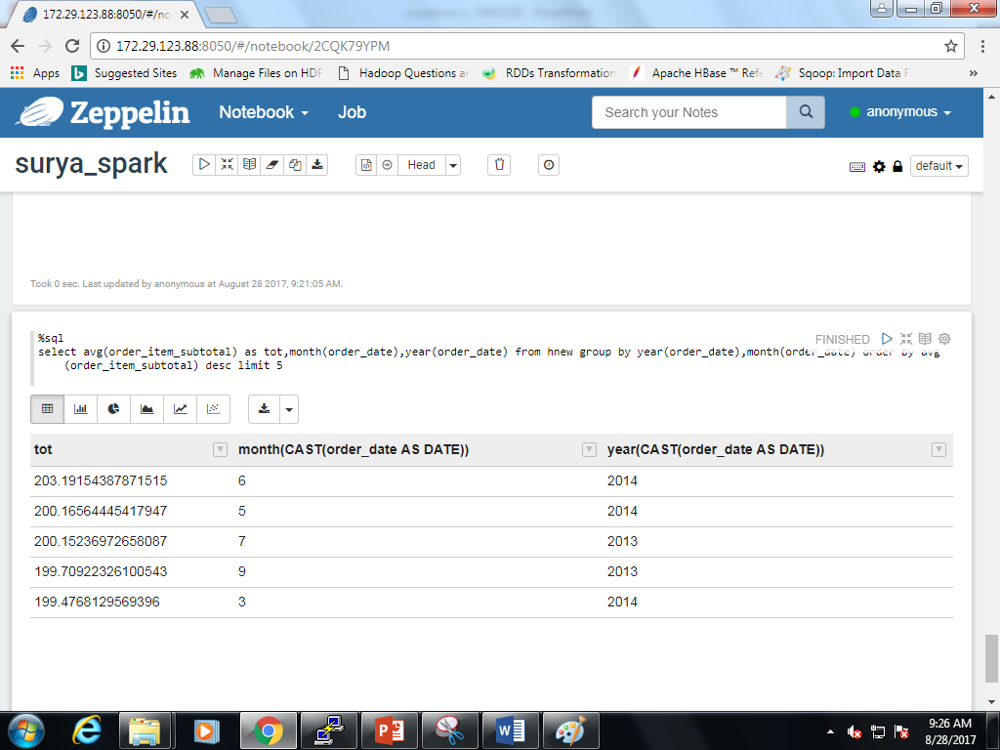 172.29.123.88:8050/#/no
172.29.123.88:8050/#/notebook/2CQK79YPM
Apps Suggested Sites Manage Files on HDF Hadoop Questions an RDDs Transformation Apache HBase ™ Refe Sqoop: Import Data F »
Zeppelin Notebook Job Search your Notes anonymous
surya_spark Head default
Took 0 sec. Last updated by anonymous at August 28 2017, 9:21:05 AM.
FINISHED
%sql
select avg(order_item_subtotal) as tot,month(order_date),year(order_date) from hnew group by year(order_date),month(order_date) order by avg
(order_item_subtotal) desc limit 5
tot month(CAST(order_date AS DATE)) year(CAST(order_date AS DATE))
203.19154387871515 6 2014
200.16564445417947 5 2014
200.15236972658087 7 2013
199.70922326100543 9 2013
199.4768129569396 3 2014
9:26 AM
8/28/2017